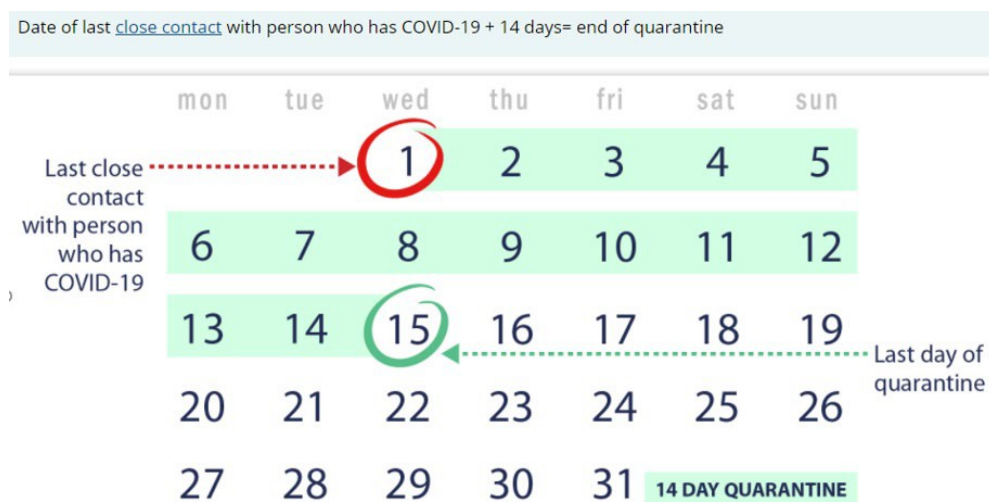 Date of last close contact with person who has COVID-19 + 14 days= end of quarantine
mon tue wed thu fri sat sun
Last close
contact
with person
who has
COVID-19
1 2 3 4 5
6 7 8 9 10 11 12
13 14 15 16 17 18 19
Last day of
quarantine
20 21 22 23 24 25 26
27 28 29 30 31
14 DAY QUARANTINE